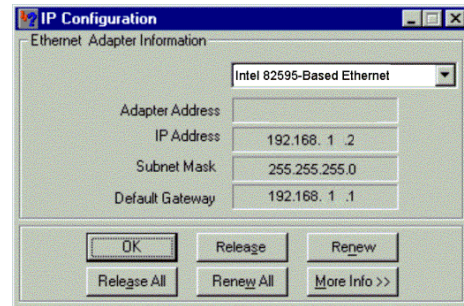 IP Configuration
Ethernet Adapter Information
Intel 82595-Based Ethernet
Adapter Address
IP Address 192.168. 1 .2
Subnet Mask 255.255.255.0
Default Gateway 192.168. 1 .1
OK Release Renew
Release All Renew All More Info >>